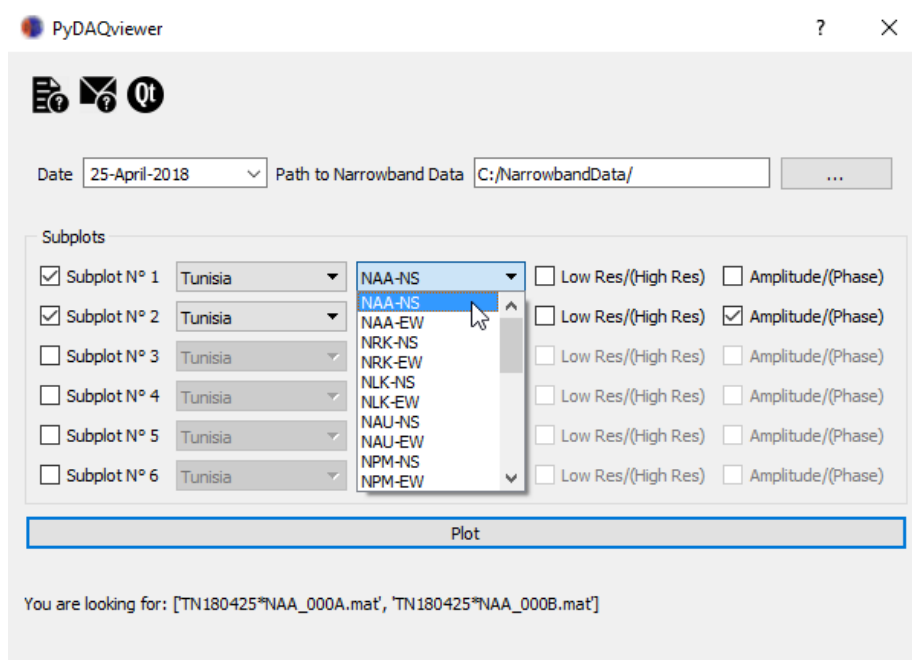 PyDAQviewer ?
Qt
Date 25-April-2018 Path to Narrowband Data C:/NarrowbandData/ ...
Subplots
Subplot N° 1 Tunisia NAA-NS Low Res/(High Res) Amplitude/(Phase)
NAA-NS
Subplot N° 2 Tunisia NAA-EW Low Res/(High Res) Amplitude/(Phase)
NRK-NS
Subplot N° 3 Tunisia NRK-EW Low Res/(High Res) Amplitude/(Phase)
NLK-NS
Subplot N° 4 Tunisia NLK-EW Low Res/(High Res) Amplitude/(Phase)
NAU-NS
Subplot N° 5 Tunisia NAU-EW Low Res/(High Res) Amplitude/(Phase)
NPM-NS
Subplot N° 6 Tunisia NPM-EW Low Res/(High Res) Amplitude/(Phase)
Plot
You are looking for: ['TN180425*NAA_000A.mat', 'TN180425*NAA_000B.mat']